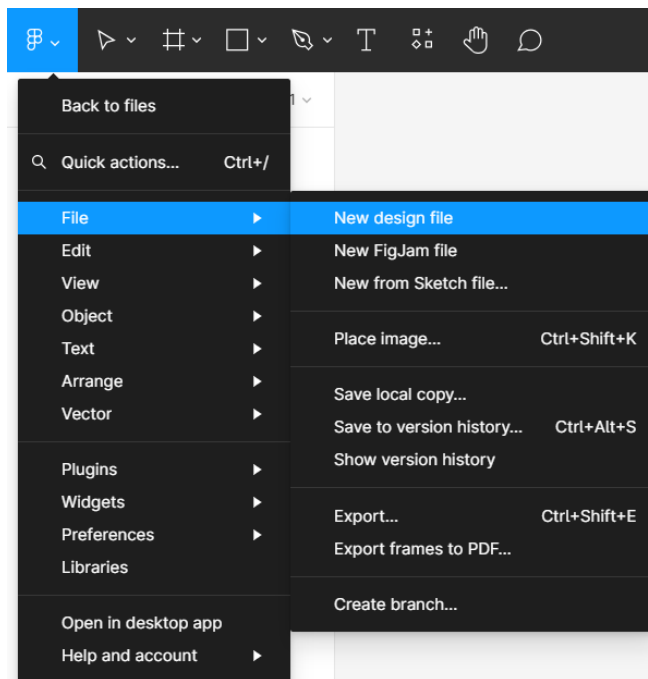 1
Back to files
Quick actions... Ctrl+/
File
Edit
View
Object
Text
Arrange
Vector
Plugins
Widgets
Preferences
Libraries
Open in desktop app
Help and account
New design file
New FigJam file
New from Sketch file...
Place image... Ctrl+Shift+K
Save local copy...
Save to version history... Ctrl+Alt+S
Show version history
Export... Ctrl+Shift+E
Export frames to PDF...
Create branch...